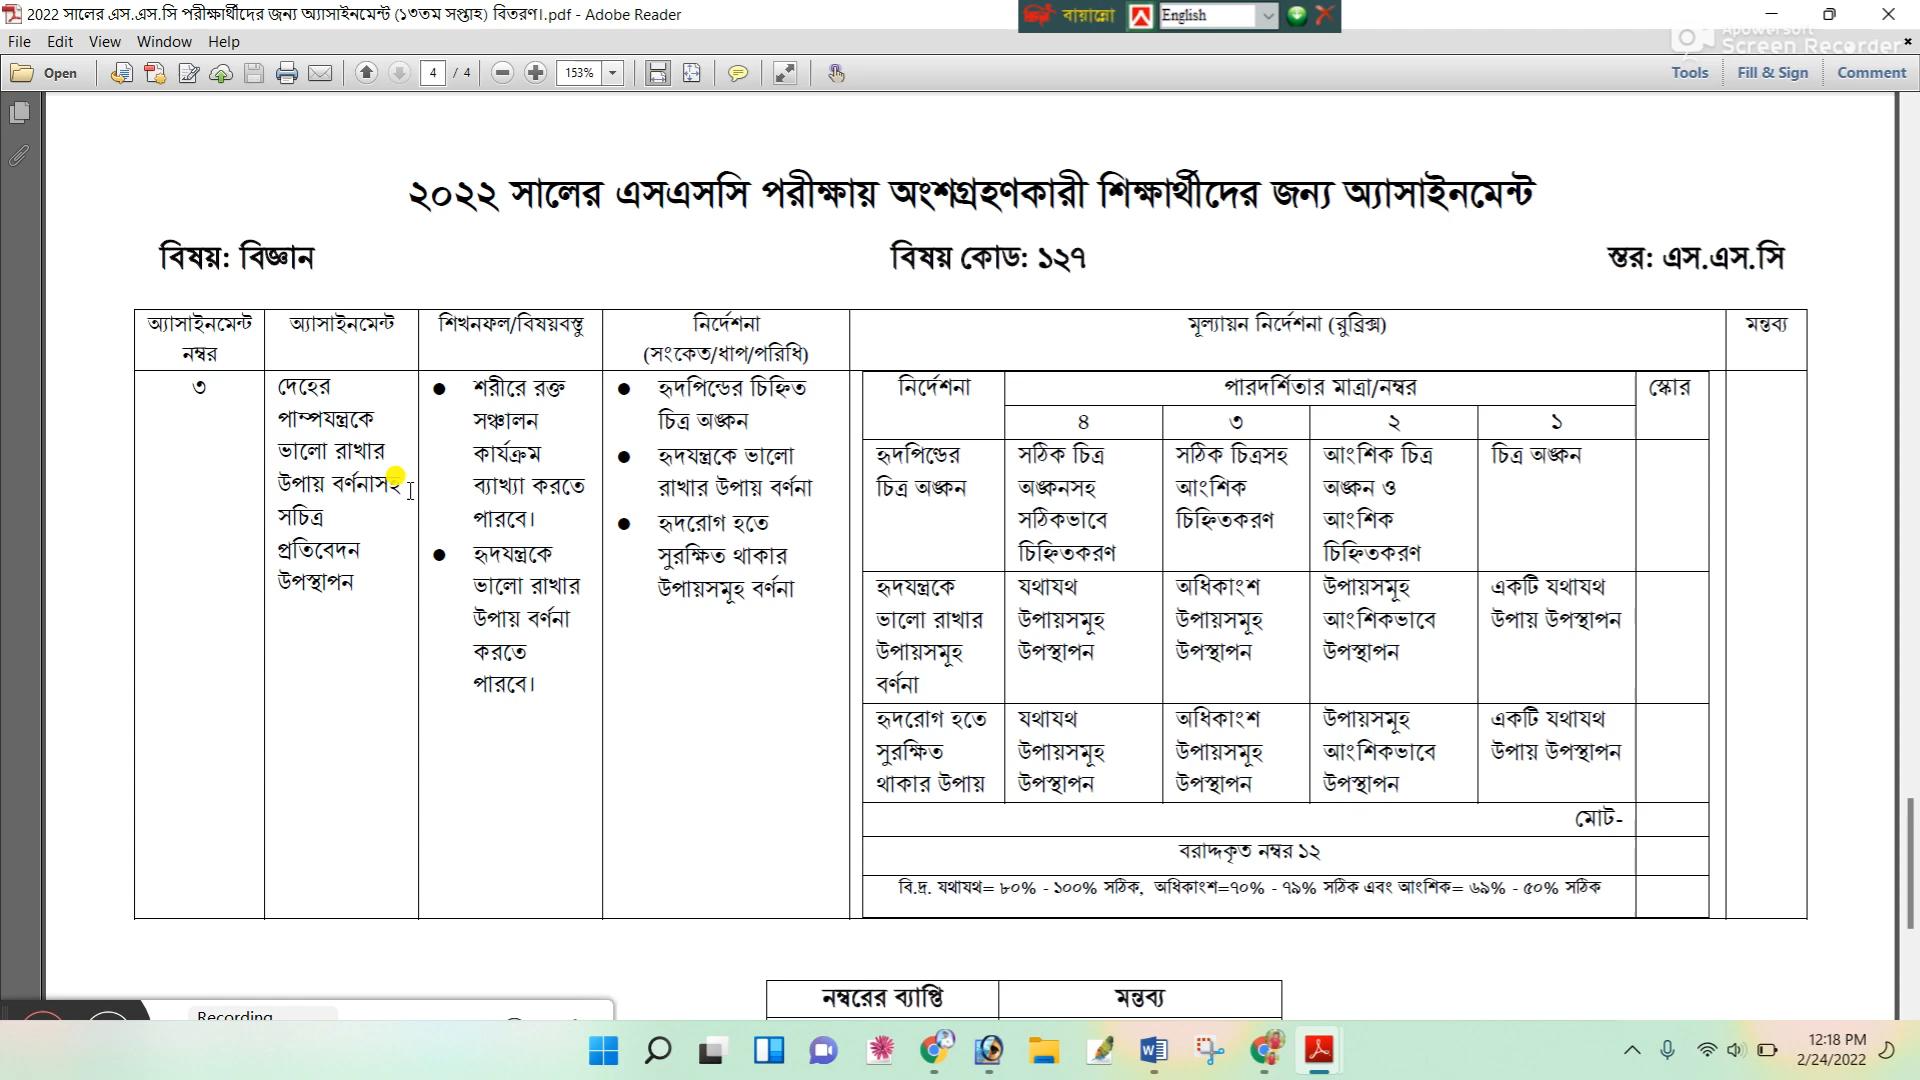 2022 সালের এস.এস.সি পরীক্ষার্থীদের জন্য অ্যাসাইনমেন্ট (১৩তম সপ্তাহ) বিতরণ।.pdf - Adobe Reader
বায়ান্নো
English
File Edit View Window Help
Apowersoft
Screen Recorder
Open
4 / 4
153%
Tools Fill & Sign Comment
২০২২ সালের এসএসসি পরীক্ষায় অংশগ্রহণকারী শিক্ষার্থীদের জন্য অ্যাসাইনমেন্ট
বিষয়: বিজ্ঞান
বিষয় কোড: ১২৭
স্তর: এস.এস.সি
অ্যাসাইনমেন্ট
নম্বর
অ্যাসাইনমেন্ট
শিখনফল/বিষয়বস্তু
নির্দেশনা
(সংকেত/ধাপ/পরিধি)
মূল্যায়ন নির্দেশনা (রুব্রিক্স)
মন্তব্য
৩
দেহের
পাম্পযন্ত্রকে
ভালো রাখার
উপায় বর্ণনাসহ
সচিত্র
প্রতিবেদন
উপস্থাপন
● শরীরে রক্ত
সঞ্চালন
কার্যক্রম
ব্যাখ্যা করতে
পারবে।
● হৃদযন্ত্রকে
ভালো রাখার
উপায় বর্ণনা
করতে
পারবে।
● হৃদপিন্ডের চিহ্নিত
চিত্র অঙ্কন
● হৃদযন্ত্রকে ভালো
রাখার উপায় বর্ণনা
● হৃদরোগ হতে
সুরক্ষিত থাকার
উপায়সমূহ বর্ণনা
নির্দেশনা
পারদর্শিতার মাত্রা/নম্বর
স্কোর
৪ ৩ ২ ১
হৃদপিন্ডের
চিত্র অঙ্কন
সঠিক চিত্র
অঙ্কনসহ
সঠিকভাবে
চিহ্নিতকরণ
সঠিক চিত্রসহ
আংশিক
চিহ্নিতকরণ
আংশিক চিত্র
অঙ্কন ও
আংশিক
চিহ্নিতকরণ
চিত্র অঙ্কন
হৃদযন্ত্রকে
ভালো রাখার
উপায়সমূহ
বর্ণনা
যথাযথ
উপায়সমূহ
উপস্থাপন
অধিকাংশ
উপায়সমূহ
উপস্থাপন
উপায়সমূহ
আংশিকভাবে
উপস্থাপন
একটি যথাযথ
উপায় উপস্থাপন
হৃদরোগ হতে
সুরক্ষিত
থাকার উপায়
যথাযথ
উপায়সমূহ
উপস্থাপন
অধিকাংশ
উপায়সমূহ
উপস্থাপন
উপায়সমূহ
আংশিকভাবে
উপস্থাপন
একটি যথাযথ
উপায় উপস্থাপন
মোট-
বরাদ্দকৃত নম্বর ১২
বি.দ্র. যথাযথ= ৮০% - ১০০% সঠিক, অধিকাংশ=৭০% - ৭৯% সঠিক এবং আংশিক= ৬৯% - ৫০% সঠিক
নম্বরের ব্যাপ্তি
মন্তব্য
Recording
12:18 PM
2/24/2022